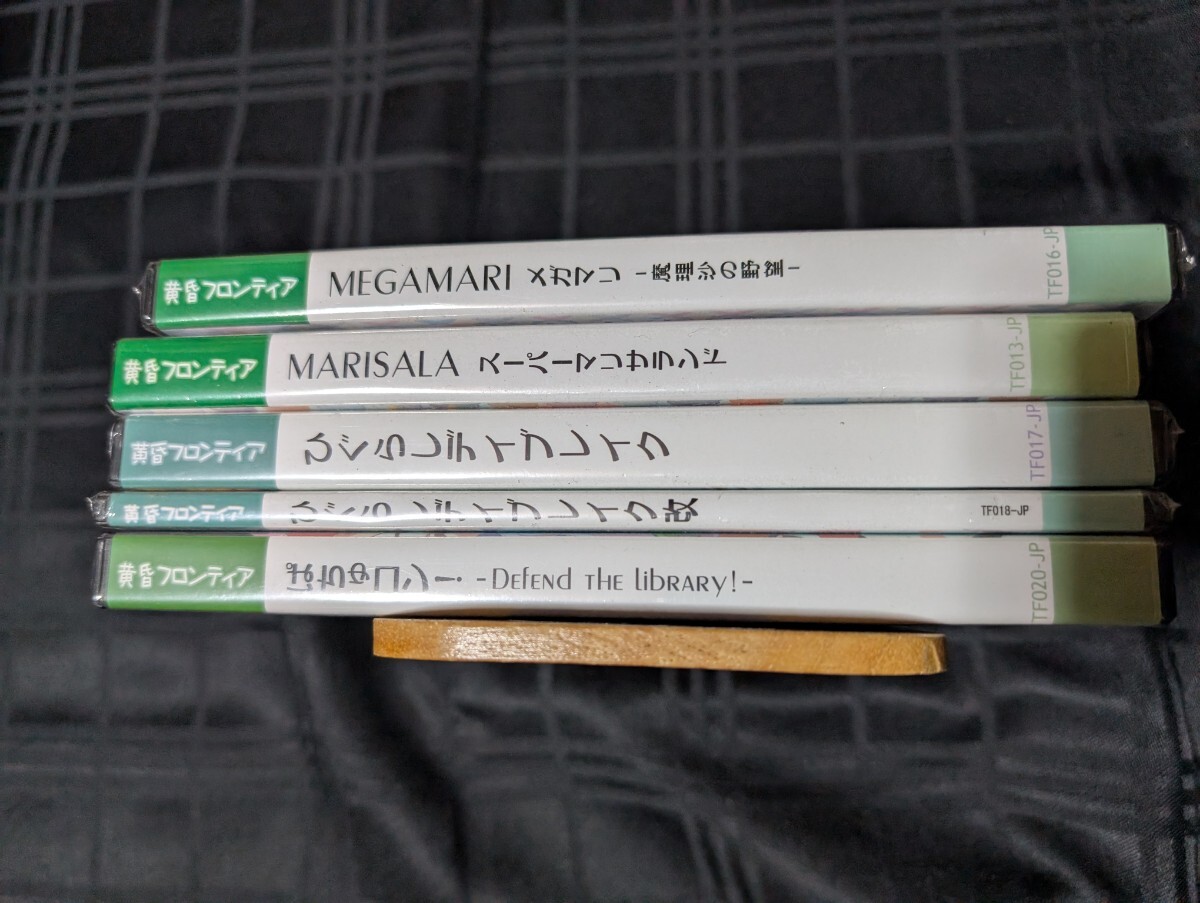 黄昏フロンティア MEGAMARI メガマリ -魔理沙の野望- TF016-JP
黄昏フロンティア MARISALA スーパーマリサランド TF013-JP
黄昏フロンティア ひぐらしデイブレイク TF017-JP
黄昏フロンティア ひぐらしデイブレイク改 TF018-JP
黄昏フロンティア ぱちゅコン! -Defend the library!- TF020-JP